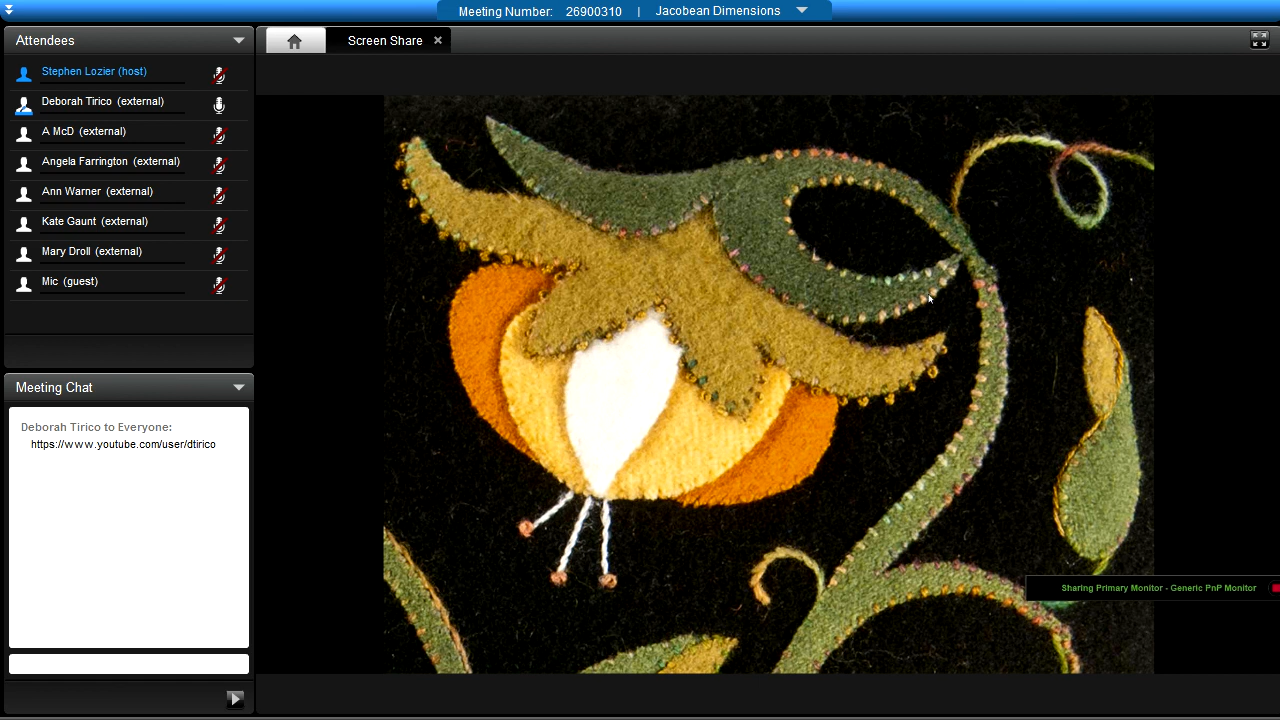 Meeting Number: 26900310 | Jacobean Dimensions
Attendees
Stephen Lozier (host)
Deborah Tirico (external)
A McD (external)
Angela Farrington (external)
Ann Warner (external)
Kate Gaunt (external)
Mary Droll (external)
Mic (guest)
Meeting Chat
Deborah Tirico to Everyone:
https://www.youtube.com/user/dtirico
Screen Share
Sharing Primary Monitor - Generic PnP Monitor